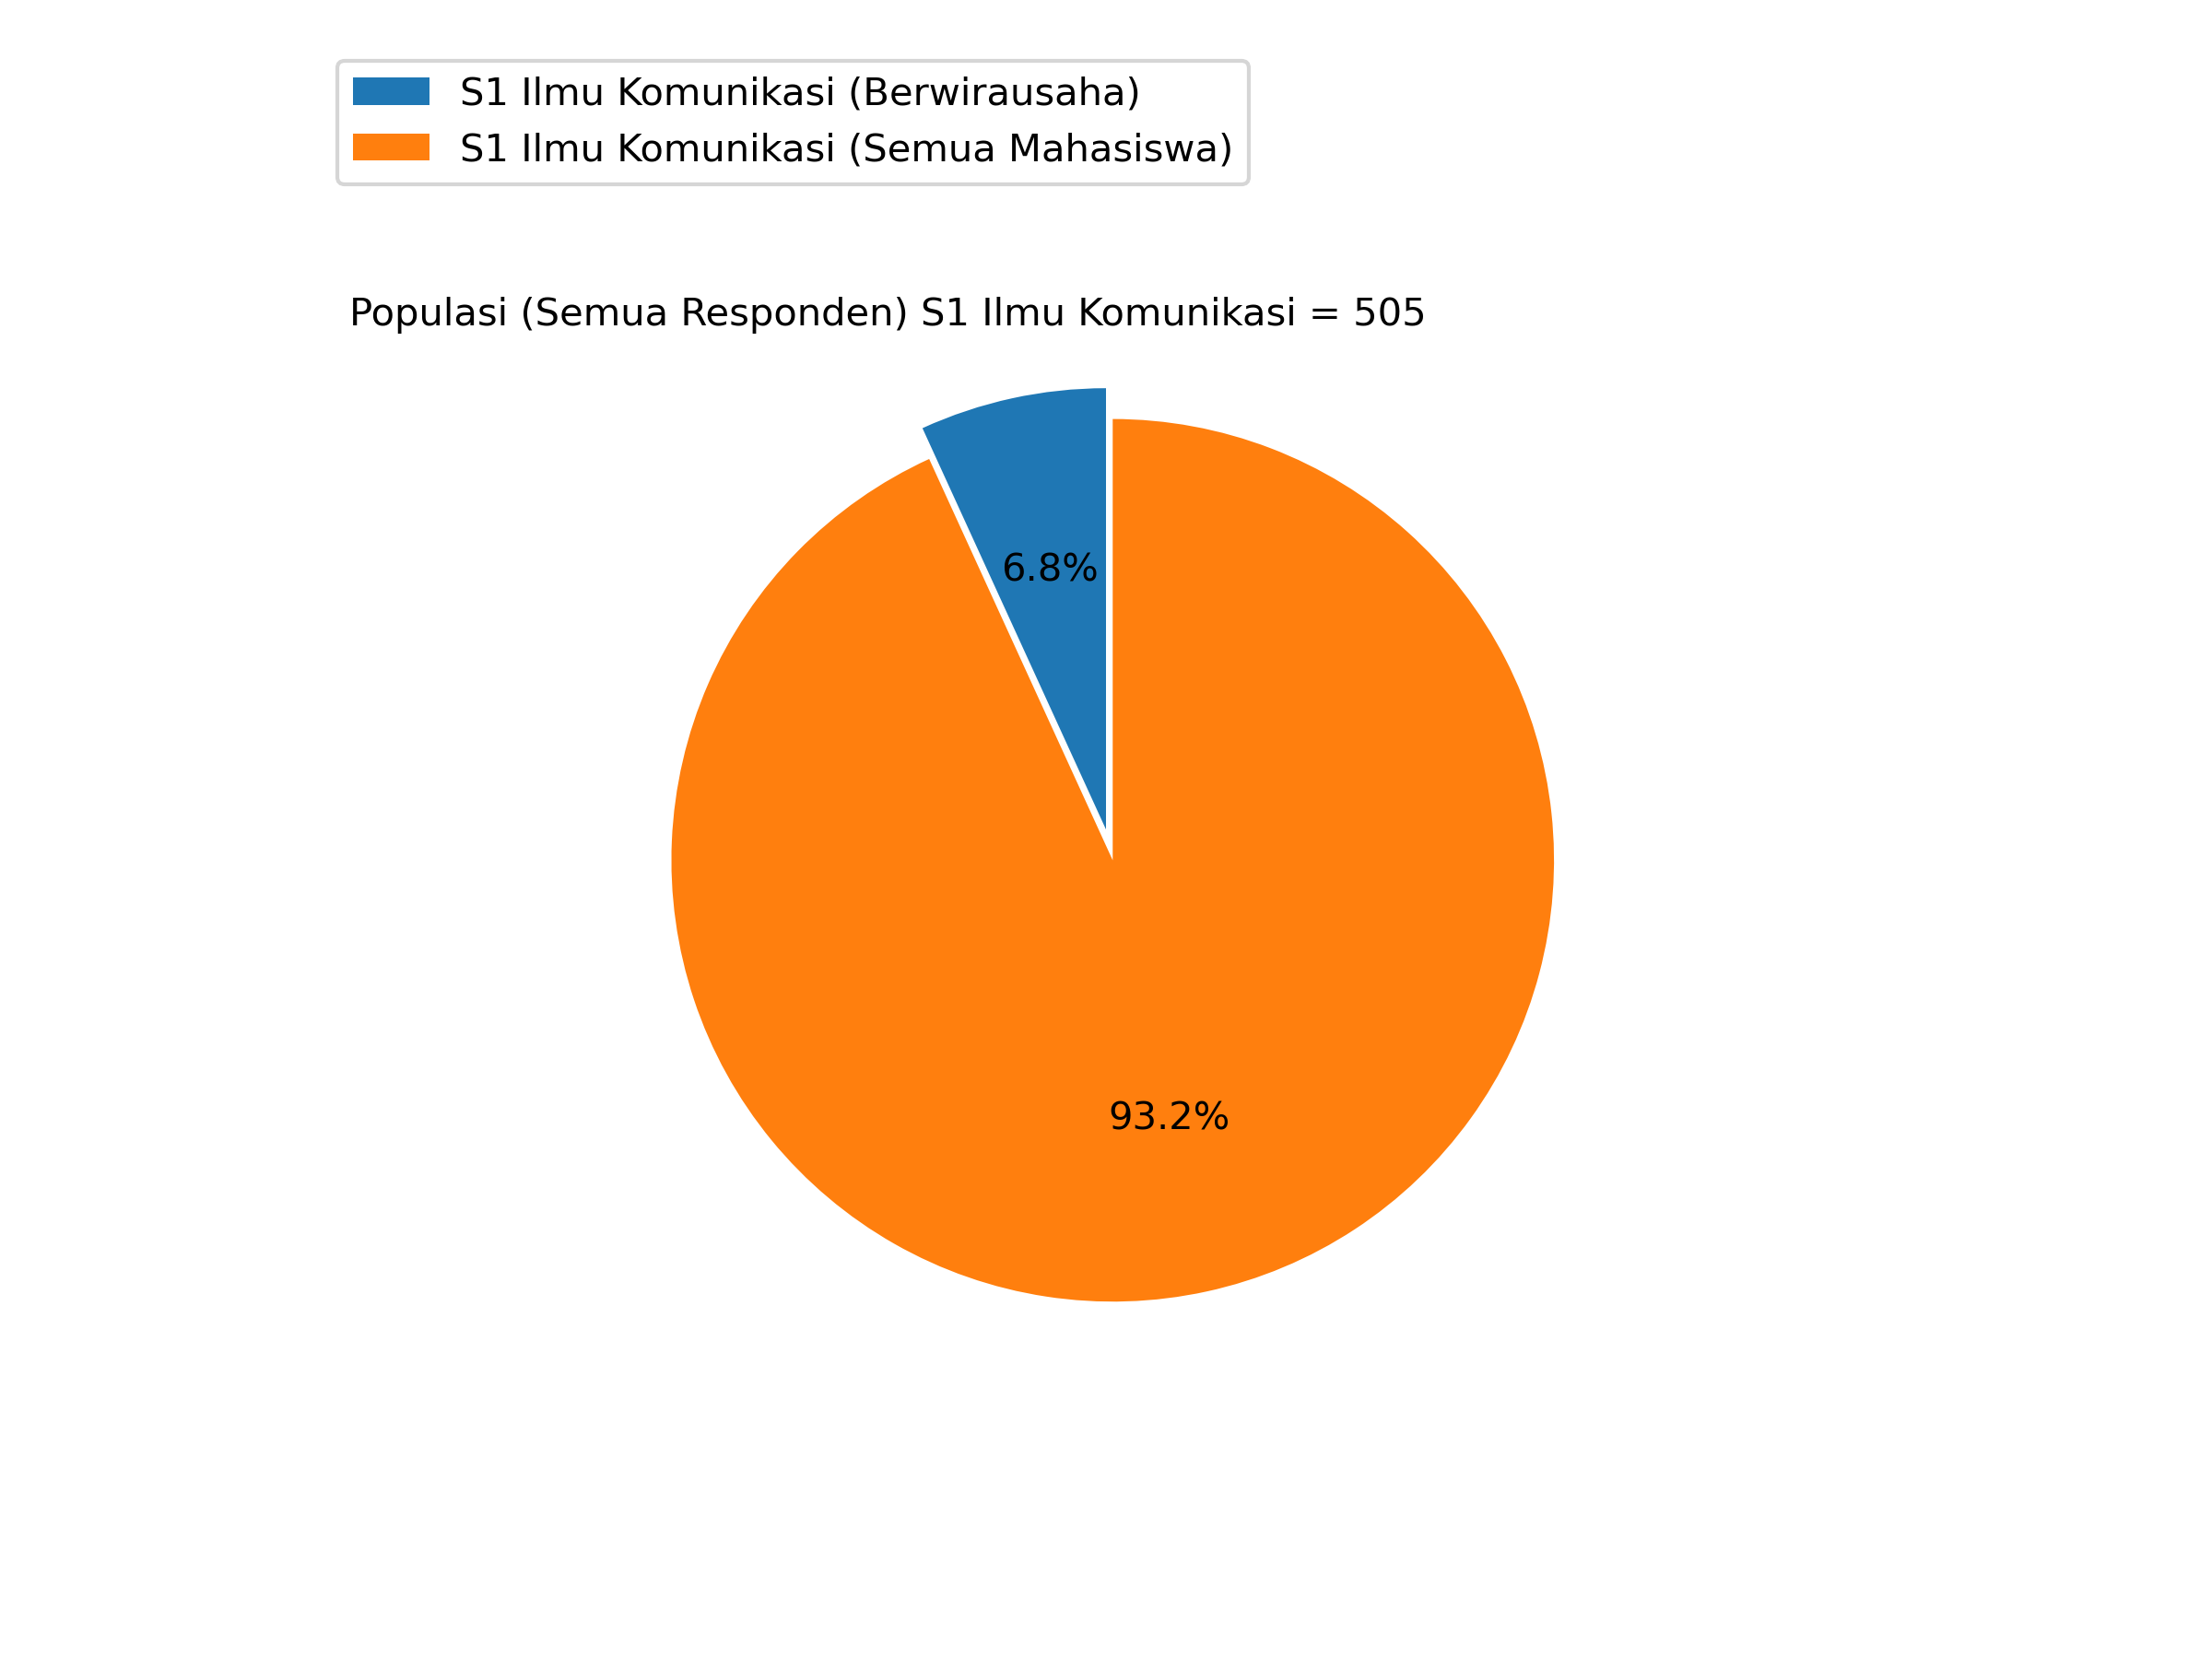 S1 Ilmu Komunikasi (Berwirausaha)
S1 Ilmu Komunikasi (Semua Mahasiswa)
Populasi (Semua Responden) S1 Ilmu Komunikasi = 505
6.8%
93.2%